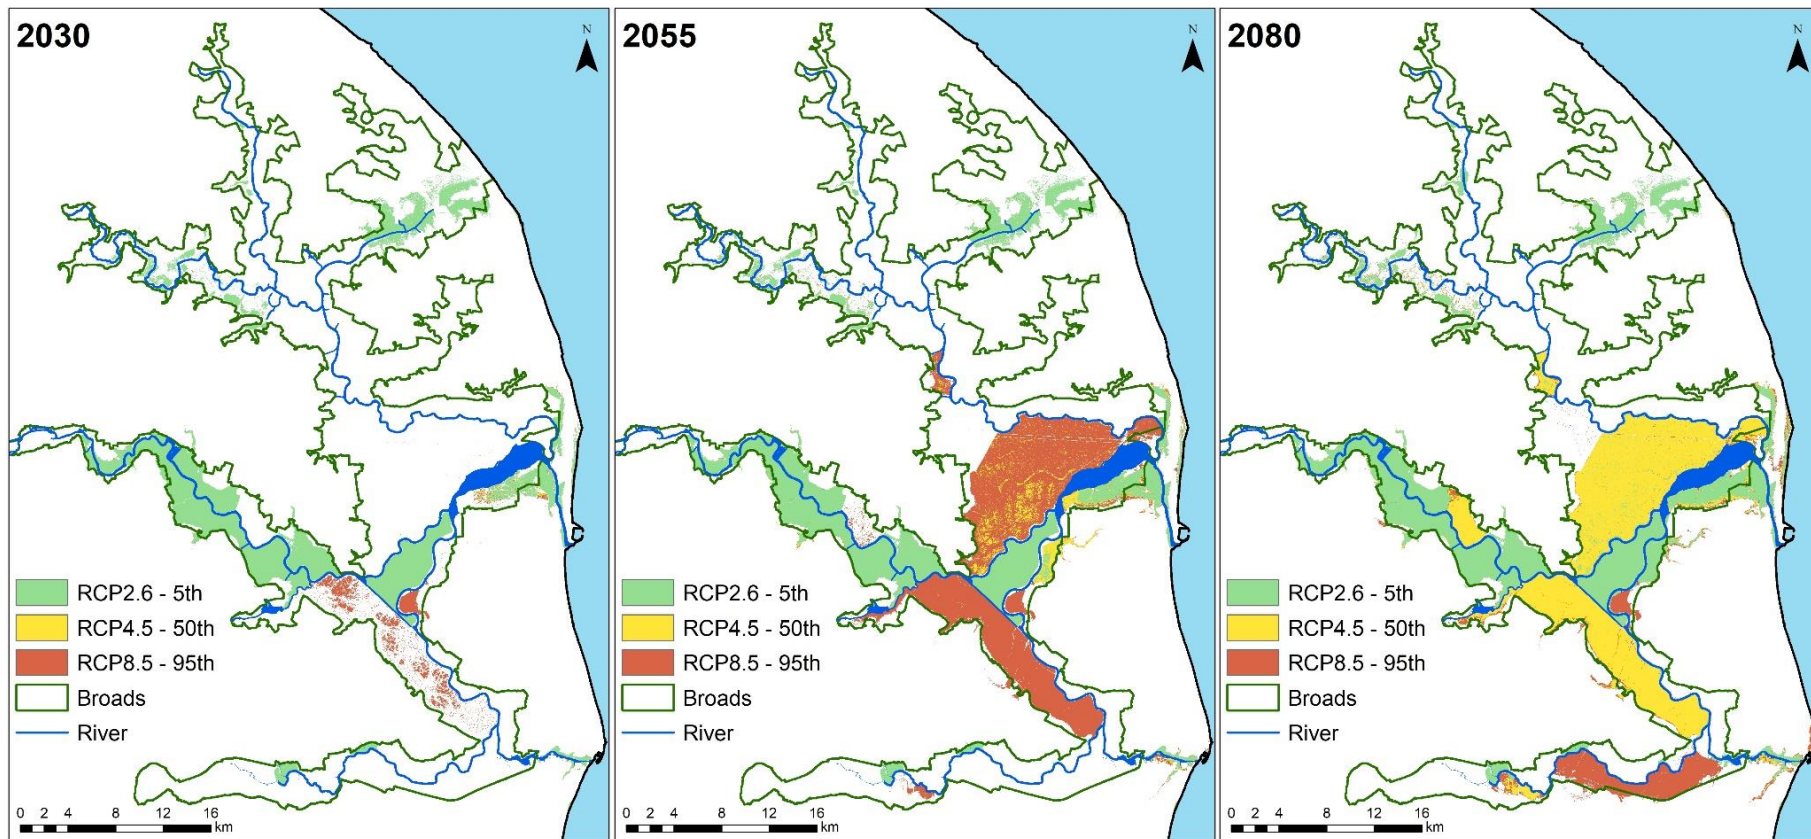 2030
N
RCP2.6 - 5th
RCP4.5 - 50th
RCP8.5 - 95th
Broads
River
0 2 4 8 12 16
km
2055
N
RCP2.6 - 5th
RCP4.5 - 50th
RCP8.5 - 95th
Broads
River
0 2 4 8 12 16
km
2080
N
RCP2.6 - 5th
RCP4.5 - 50th
RCP8.5 - 95th
Broads
River
0 2 4 8 12 16
km